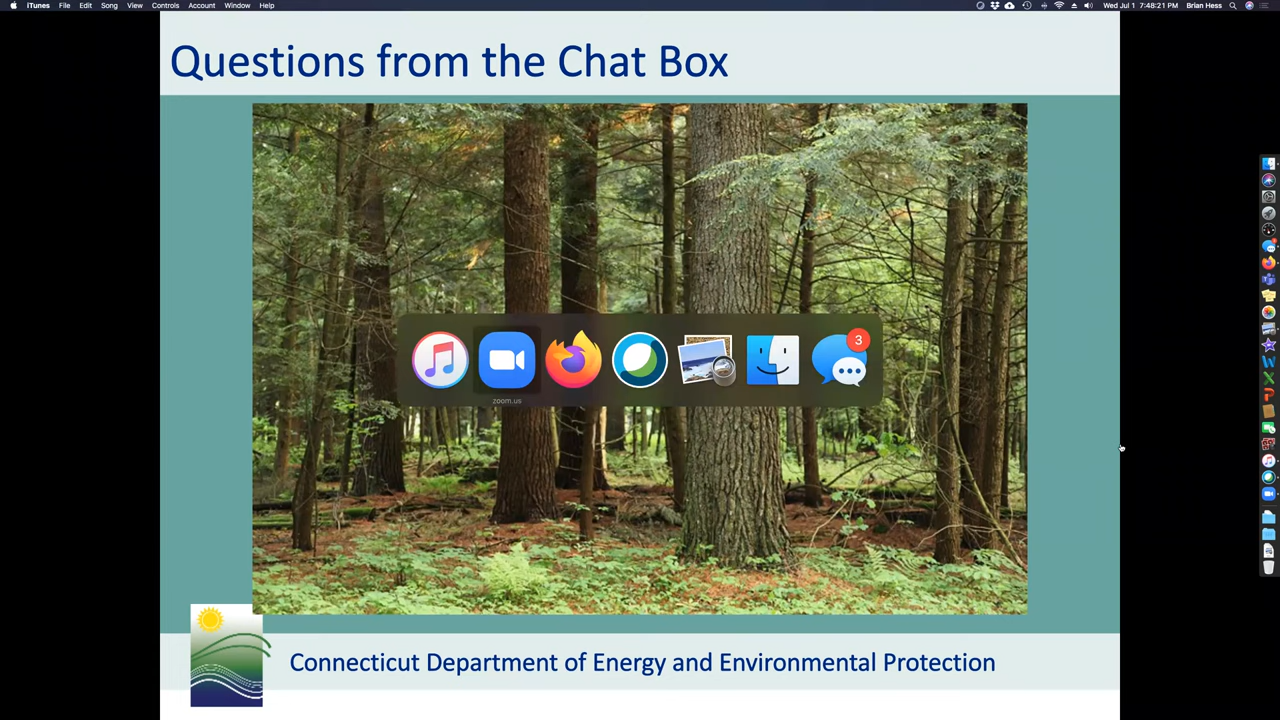 iTunes File Edit Song View Controls Account Window Help Wed Jul 1 7:48:21 PM Brian Hess
Questions from the Chat Box
3
zoom.us
Connecticut Department of Energy and Environmental Protection